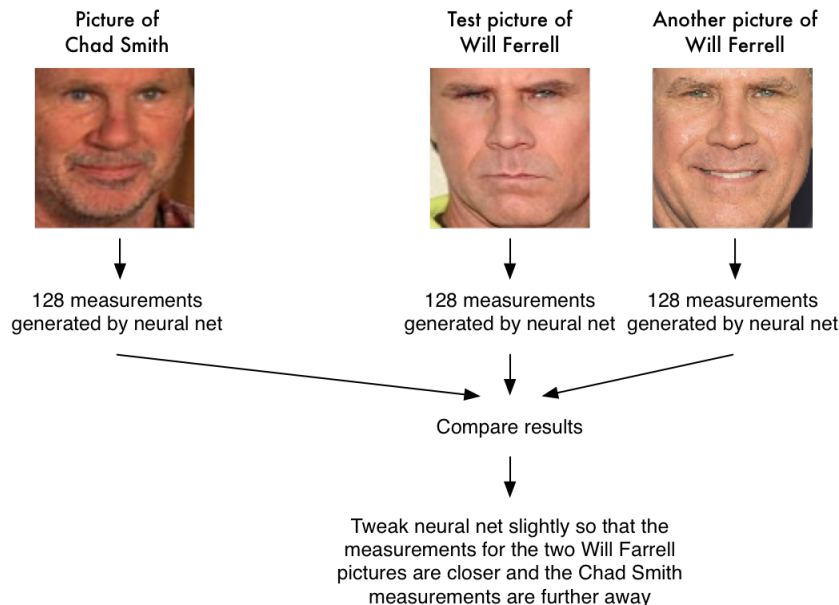 Picture of
Chad Smith
Test picture of
Will Ferrell
Another picture of
Will Ferrell
128 measurements
generated by neural net
128 measurements
generated by neural net
128 measurements
generated by neural net
Compare results
Tweak neural net slightly so that the
measurements for the two Will Farrell
pictures are closer and the Chad Smith
measurements are further away